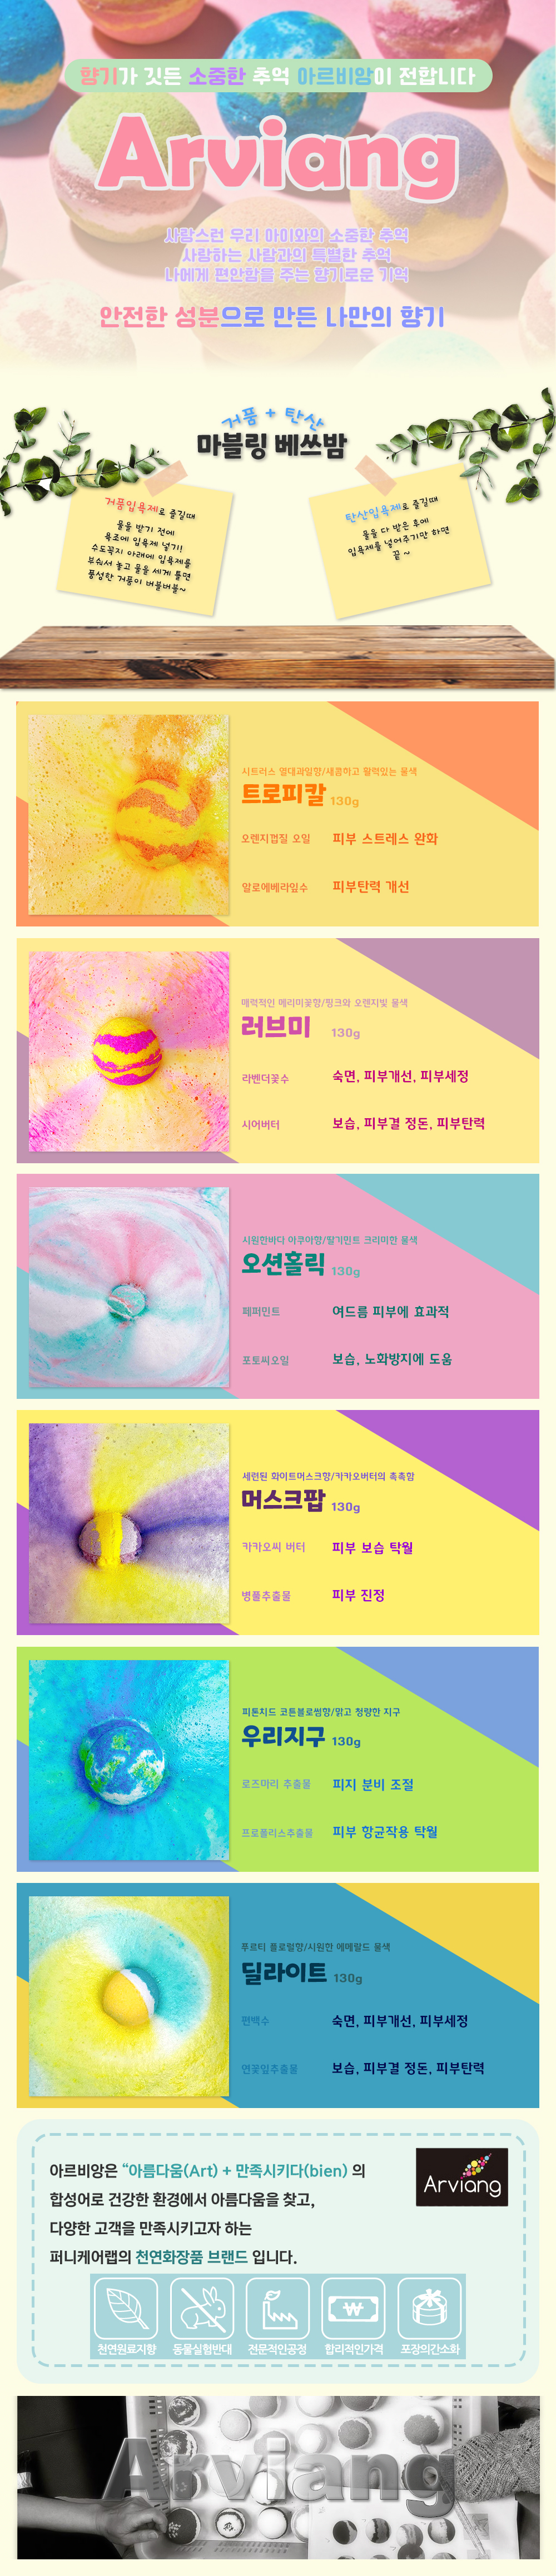 향기가 깃든 소중한 추억 아르비앙이 전합니다
Arviang
사랑스런 우리 아이와의 소중한 추억
사랑하는 사람과의 특별한 추억
나에게 편안함을 주는 향기로운 기억
안전한 성분으로 만든 나만의 향기
거품 + 탄산
마블링 베쓰밤
거품입욕제로 즐길때
물을 받기 전에
욕조에 입욕제 넣기!
수도꼭지 아래에 입욕제를
부숴서 놓고 물을 세게 틀면
풍성한 거품이 버블버블~
탄산입욕제로 즐길때
물을 다 받은 후에
입욕제를 넣어주기만 하면
끝~
시트러스 열대과일향/새콤하고 활력있는 물색
트로피칼 130g
오렌지껍질 오일 피부 스트레스 완화
알로에베라잎수 피부탄력 개선
매력적인 메리미꽃향/핑크와 오렌지빛 물색
러브미 130g
라벤더꽃수 숙면, 피부개선, 피부세정
시어버터 보습, 피부결 정돈, 피부탄력
시원한바다 아쿠아향/딸기민트 크리미한 물색
오션홀릭 130g
페퍼민트 여드름 피부에 효과적
포토씨오일 보습, 노화방지에 도움
세련된 화이트머스크향/카카오버터의 촉촉함
머스크팝 130g
카카오씨 버터 피부 보습 탁월
병풀추출물 피부 진정
피톤치드 코튼블로썸향/맑고 청량한 지구
우리지구 130g
로즈마리 추출물 피지 분비 조절
프로폴리스추출물 피부 항균작용 탁월
푸르티 플로럴향/시원한 에메랄드 물색
딜라이트 130g
편백수 숙면, 피부개선, 피부세정
연꽃잎추출물 보습, 피부결 정돈, 피부탄력
아르비앙은 “아름다움(Art) + 만족시키다(bien) 의
합성어로 건강한 환경에서 아름다움을 찾고,
다양한 고객을 만족시키고자 하는
퍼니케어랩의 천연화장품 브랜드 입니다.
Arviang
천연원료지향 동물실험반대 전문적인공정 합리적인가격 포장의간소화
Arviang